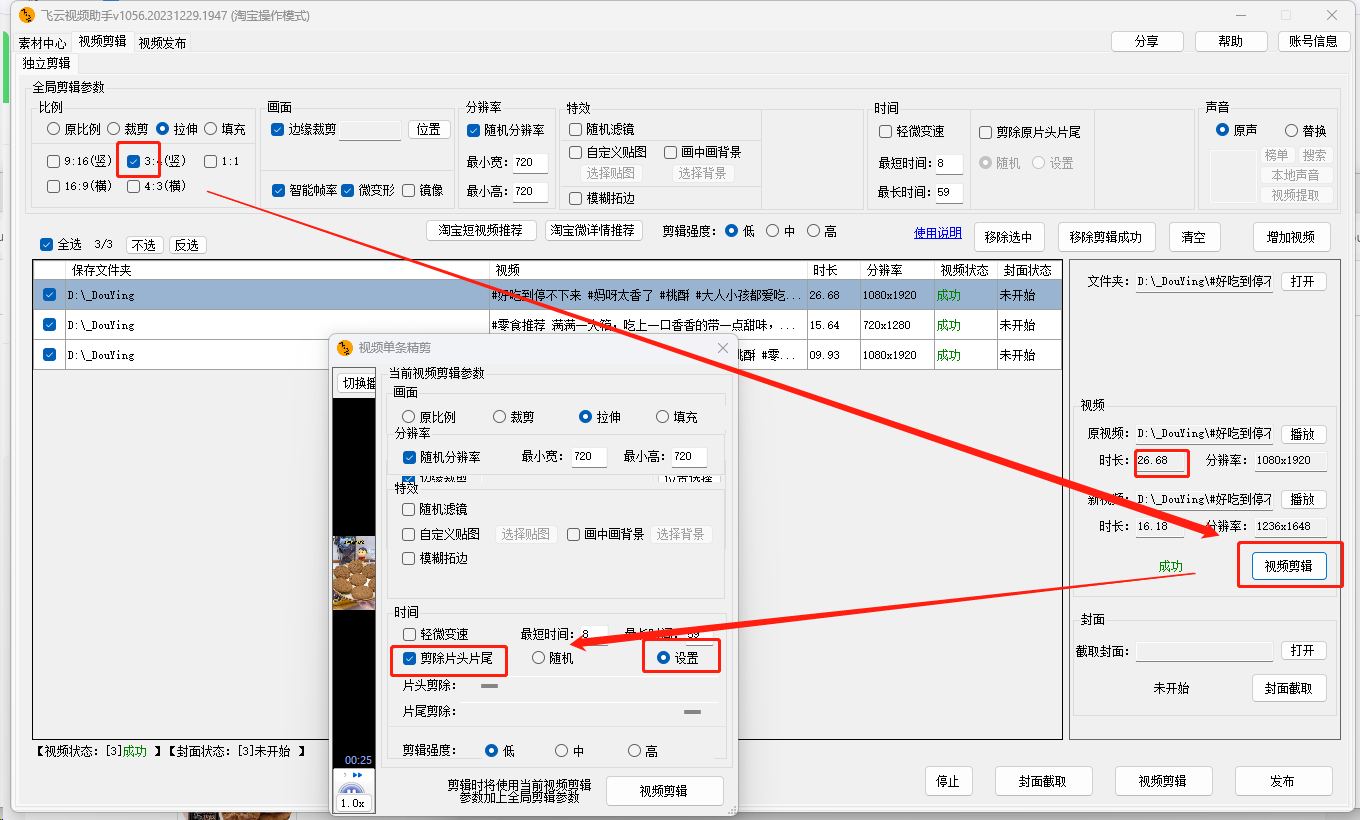 飞云视频助手v1056.20231229.1947 (淘宝操作模式)
素材中心 视频剪辑 视频发布
分享 帮助 账号信息
独立剪辑
全局剪辑参数
比例 画面 分辨率 特效 时间 声音
原比例 裁剪 拉伸 填充 边缘裁剪 位置 随机分辨率 随机滤镜 轻微变速 剪除原片头片尾 原声 替换
9:16(竖) 3:4(竖) 1:1 最小宽: 720 自定义贴图 画中画背景 最短时间: 8 随机 设置 榜单 搜索
选择贴图 选择背景 本地声音
16:9(横) 4:3(横) 智能帧率 微变形 镜像 最小高: 720 模糊拓边 最长时间: 59 视频提取
全选 3/3 不选 反选 淘宝短视频推荐 淘宝微详情推荐 剪辑强度: 低 中 高 使用说明 移除选中 移除剪辑成功 清空 增加视频
保存文件夹 视频 时长 分辨率 视频状态 封面状态
D:\_DouYing #好吃到停不下来 #妈呀太香了 #桃酥 #大人小孩都爱吃... 26.68 1080x1920 成功 未开始
D:\_DouYing #零食推荐 满满一大箱,吃上一口香香的带一点甜味,... 15.64 720x1280 成功 未开始
D:\_DouYing 桃酥 #零... 09.93 1080x1920 成功 未开始
文件夹: D:\_DouYing\#好吃到停不 打开
视频
原视频: D:\_DouYing\#好吃到停不 播放
时长: 26.68 分辨率: 1080x1920
新视频: D:\_DouYing\#好吃到停不 播放
时长: 16.18 分辨率: 1236x1648
成功 视频剪辑
封面
截取封面: 打开
未开始 封面截取
视频单条精剪
切换播
当前视频剪辑参数
画面
原比例 裁剪 拉伸 填充
分辨率
随机分辨率 最小宽: 720 最小高: 720
边缘裁剪 位置选择
特效
随机滤镜
自定义贴图 选择贴图 画中画背景 选择背景
模糊拓边
时间
轻微变速 最短时间: 8 最长时间: 59
剪除片头片尾 随机 设置
片头剪除:
片尾剪除:
剪辑强度: 低 中 高
00:25
1.0x
剪辑时将使用当前视频剪辑
参数加上全局剪辑参数
视频剪辑
【视频状态: [3]成功 】【封面状态: [3]未开始 】
停止 封面截取 视频剪辑 发布